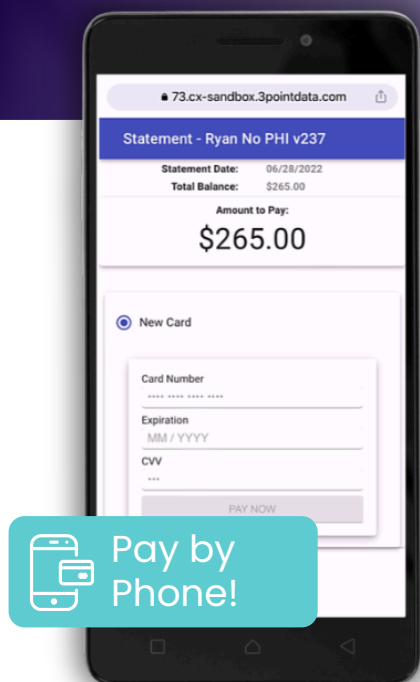 73.cx-sandbox.3pointdata.com
Statement - Ryan No PHI v237
Statement Date: 06/28/2022
Total Balance: $265.00
Amount to Pay:
$265.00
New Card
Card Number
---- ---- ---- ----
Expiration
MM / YYYY
CVV
---
PAY NOW
Pay by
Phone!